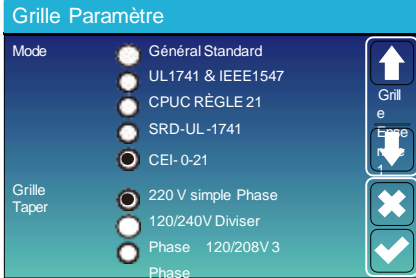 Grille Paramètre
Mode
Général Standard
UL1741 & IEEE1547
CPUC RÈGLE 21
SRD-UL-1741
CEI- 0-21
Grill
e
Ense
1
Grille
Taper
220 V simple Phase
120/240V Diviser
Phase 120/208V 3
Phase